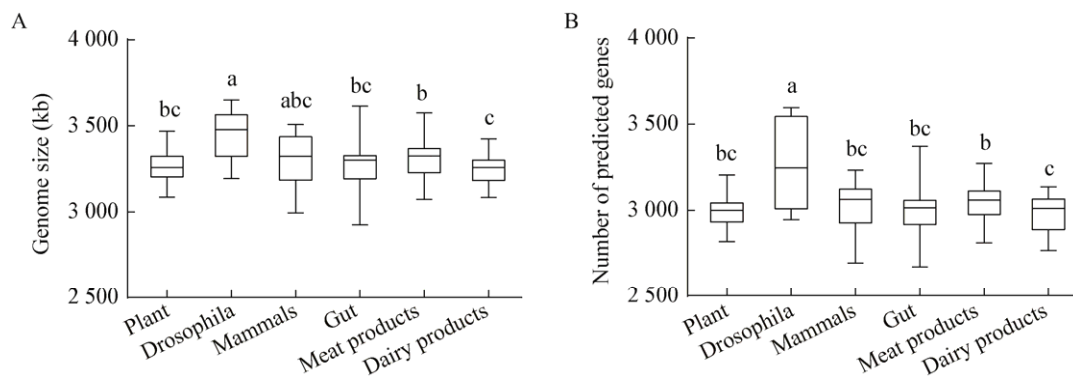 A
Genome size (kb)
4 000
3 500
3 000
2 500
bc
a
abc
bc
b
c
Plant
Drosophila
Mammals
Gut
Meat products
Dairy products
B
Number of predicted genes
4 000
3 500
3 000
2 500
bc
a
bc
bc
b
c
Plant
Drosophila
Mammals
Gut
Meat products
Dairy products